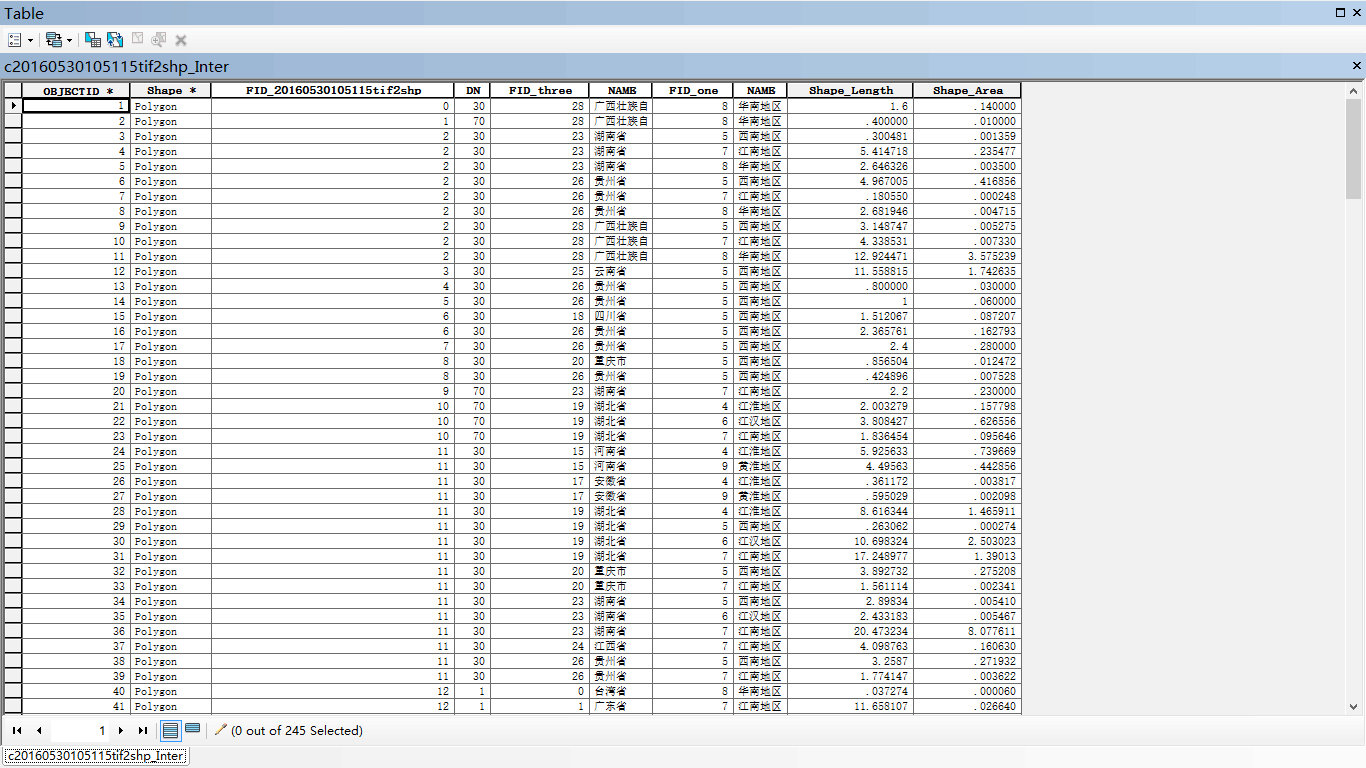 Table
c20160530105115tif2shp_Inter
OBJECTID * Shape * FID_20160530105115tif2shp DN FID_three NAME FID_one NAME Shape_Length Shape_Area
1 Polygon 0 30 28 广西壮族自 8 华南地区 1.6 .140000
2 Polygon 1 70 28 广西壮族自 8 华南地区 .400000 .010000
3 Polygon 2 30 23 湖南省 5 西南地区 .300481 .001359
4 Polygon 2 30 23 湖南省 7 江南地区 5.414718 .235477
5 Polygon 2 30 23 湖南省 8 华南地区 2.646326 .003500
6 Polygon 2 30 26 贵州省 5 西南地区 4.967005 .416856
7 Polygon 2 30 26 贵州省 7 江南地区 .180550 .000248
8 Polygon 2 30 26 贵州省 8 华南地区 2.681946 .004715
9 Polygon 2 30 28 广西壮族自 5 西南地区 3.148747 .005275
10 Polygon 2 30 28 广西壮族自 7 江南地区 4.338531 .007330
11 Polygon 2 30 28 广西壮族自 8 华南地区 12.924471 3.575239
12 Polygon 3 30 25 云南省 5 西南地区 11.558815 1.742635
13 Polygon 4 30 26 贵州省 5 西南地区 .800000 .030000
14 Polygon 5 30 26 贵州省 5 西南地区 1 .060000
15 Polygon 6 30 18 四川省 5 西南地区 1.512067 .087207
16 Polygon 6 30 26 贵州省 5 西南地区 2.365761 .162793
17 Polygon 7 30 26 贵州省 5 西南地区 2.4 .280000
18 Polygon 8 30 20 重庆市 5 西南地区 .856504 .012472
19 Polygon 8 30 26 贵州省 5 西南地区 .424896 .007528
20 Polygon 9 70 23 湖南省 7 江南地区 2.2 .230000
21 Polygon 10 70 19 湖北省 4 江淮地区 2.003279 .157798
22 Polygon 10 70 19 湖北省 6 江汉地区 3.808427 .626556
23 Polygon 10 70 19 湖北省 7 江南地区 1.836454 .095646
24 Polygon 11 30 15 河南省 4 江淮地区 5.925633 .739669
25 Polygon 11 30 15 河南省 9 黄淮地区 4.49563 .442856
26 Polygon 11 30 17 安徽省 4 江淮地区 .361172 .003817
27 Polygon 11 30 17 安徽省 9 黄淮地区 .595029 .002098
28 Polygon 11 30 19 湖北省 4 江淮地区 8.616344 1.465911
29 Polygon 11 30 19 湖北省 5 西南地区 .263062 .000274
30 Polygon 11 30 19 湖北省 6 江汉地区 10.698324 2.503023
31 Polygon 11 30 19 湖北省 7 江南地区 17.248977 1.39013
32 Polygon 11 30 20 重庆市 5 西南地区 3.892732 .275208
33 Polygon 11 30 20 重庆市 7 江南地区 1.561114 .002341
34 Polygon 11 30 23 湖南省 5 西南地区 2.89834 .005410
35 Polygon 11 30 23 湖南省 6 江汉地区 2.433183 .005467
36 Polygon 11 30 23 湖南省 7 江南地区 20.473234 8.077611
37 Polygon 11 30 24 江西省 7 江南地区 4.098763 .160630
38 Polygon 11 30 26 贵州省 5 西南地区 3.2587 .271932
39 Polygon 11 30 26 贵州省 7 江南地区 1.774147 .003622
40 Polygon 12 1 0 台湾省 8 华南地区 .037274 .000060
41 Polygon 12 1 1 广东省 7 江南地区 11.658107 .026640
1 (0 out of 245 Selected)
c20160530105115tif2shp_Inter